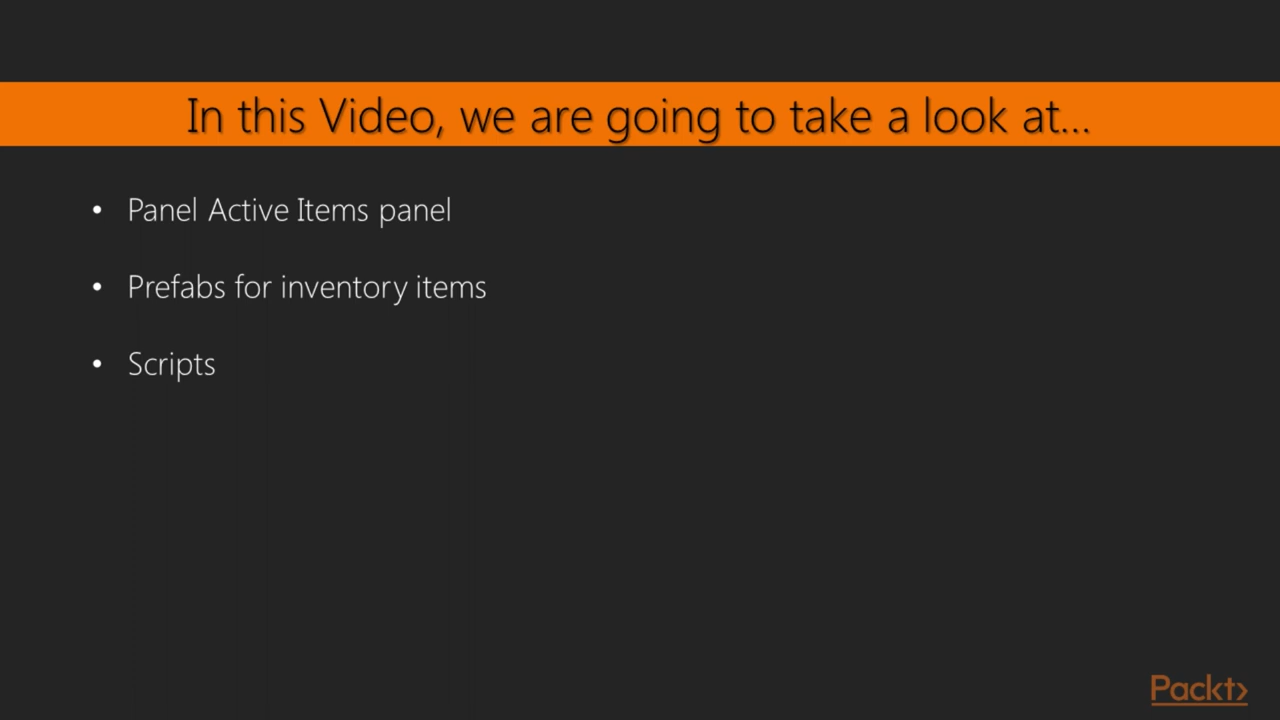 In this Video, we are going to take a look at...
• Panel Active Items panel
• Prefabs for inventory items
• Scripts
Packt>